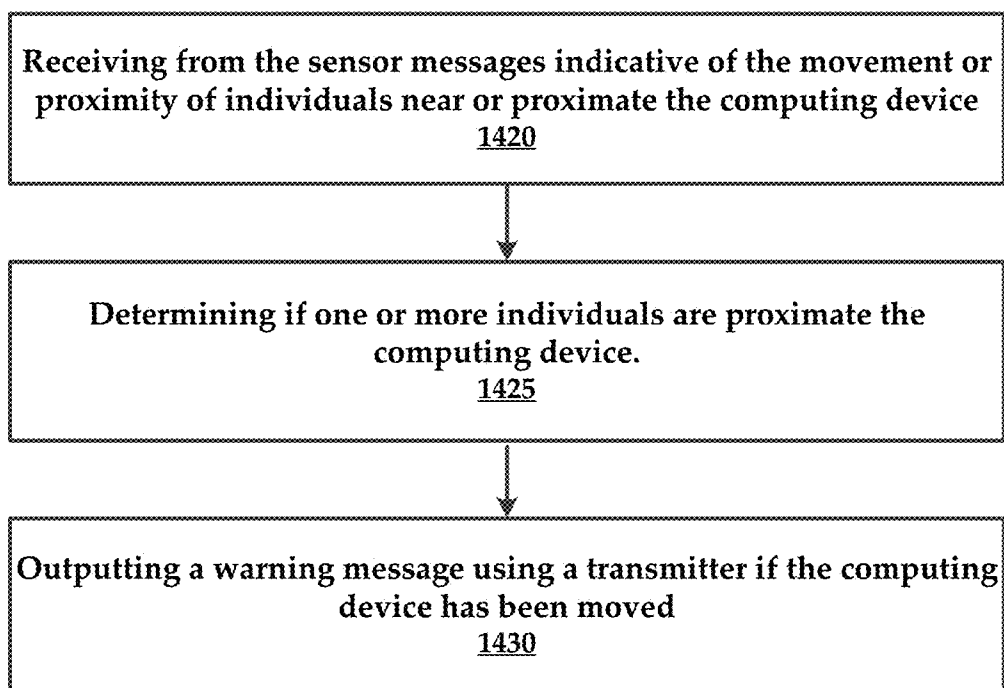 Receiving from the sensor messages indicative of the movement or
proximity of individuals near or proximate the computing device
1420
Determining if one or more individuals are proximate the
computing device.
1425
Outputting a warning message using a transmitter if the computing
device has been moved
1430